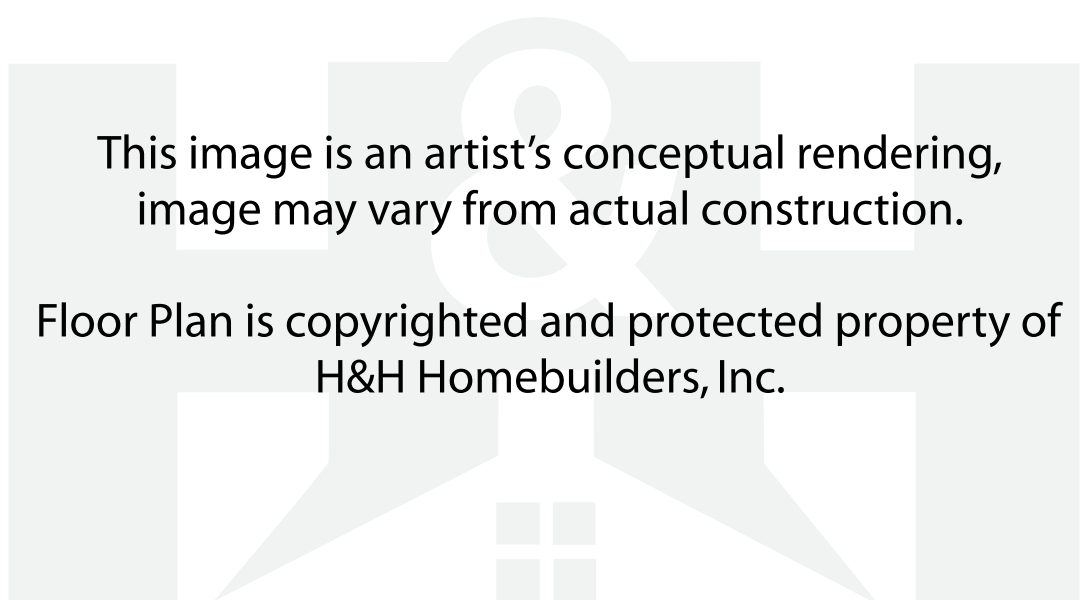 H&H
This image is an artist’s conceptual rendering,
image may vary from actual construction.
Floor Plan is copyrighted and protected property of
H&H Homebuilders, Inc.